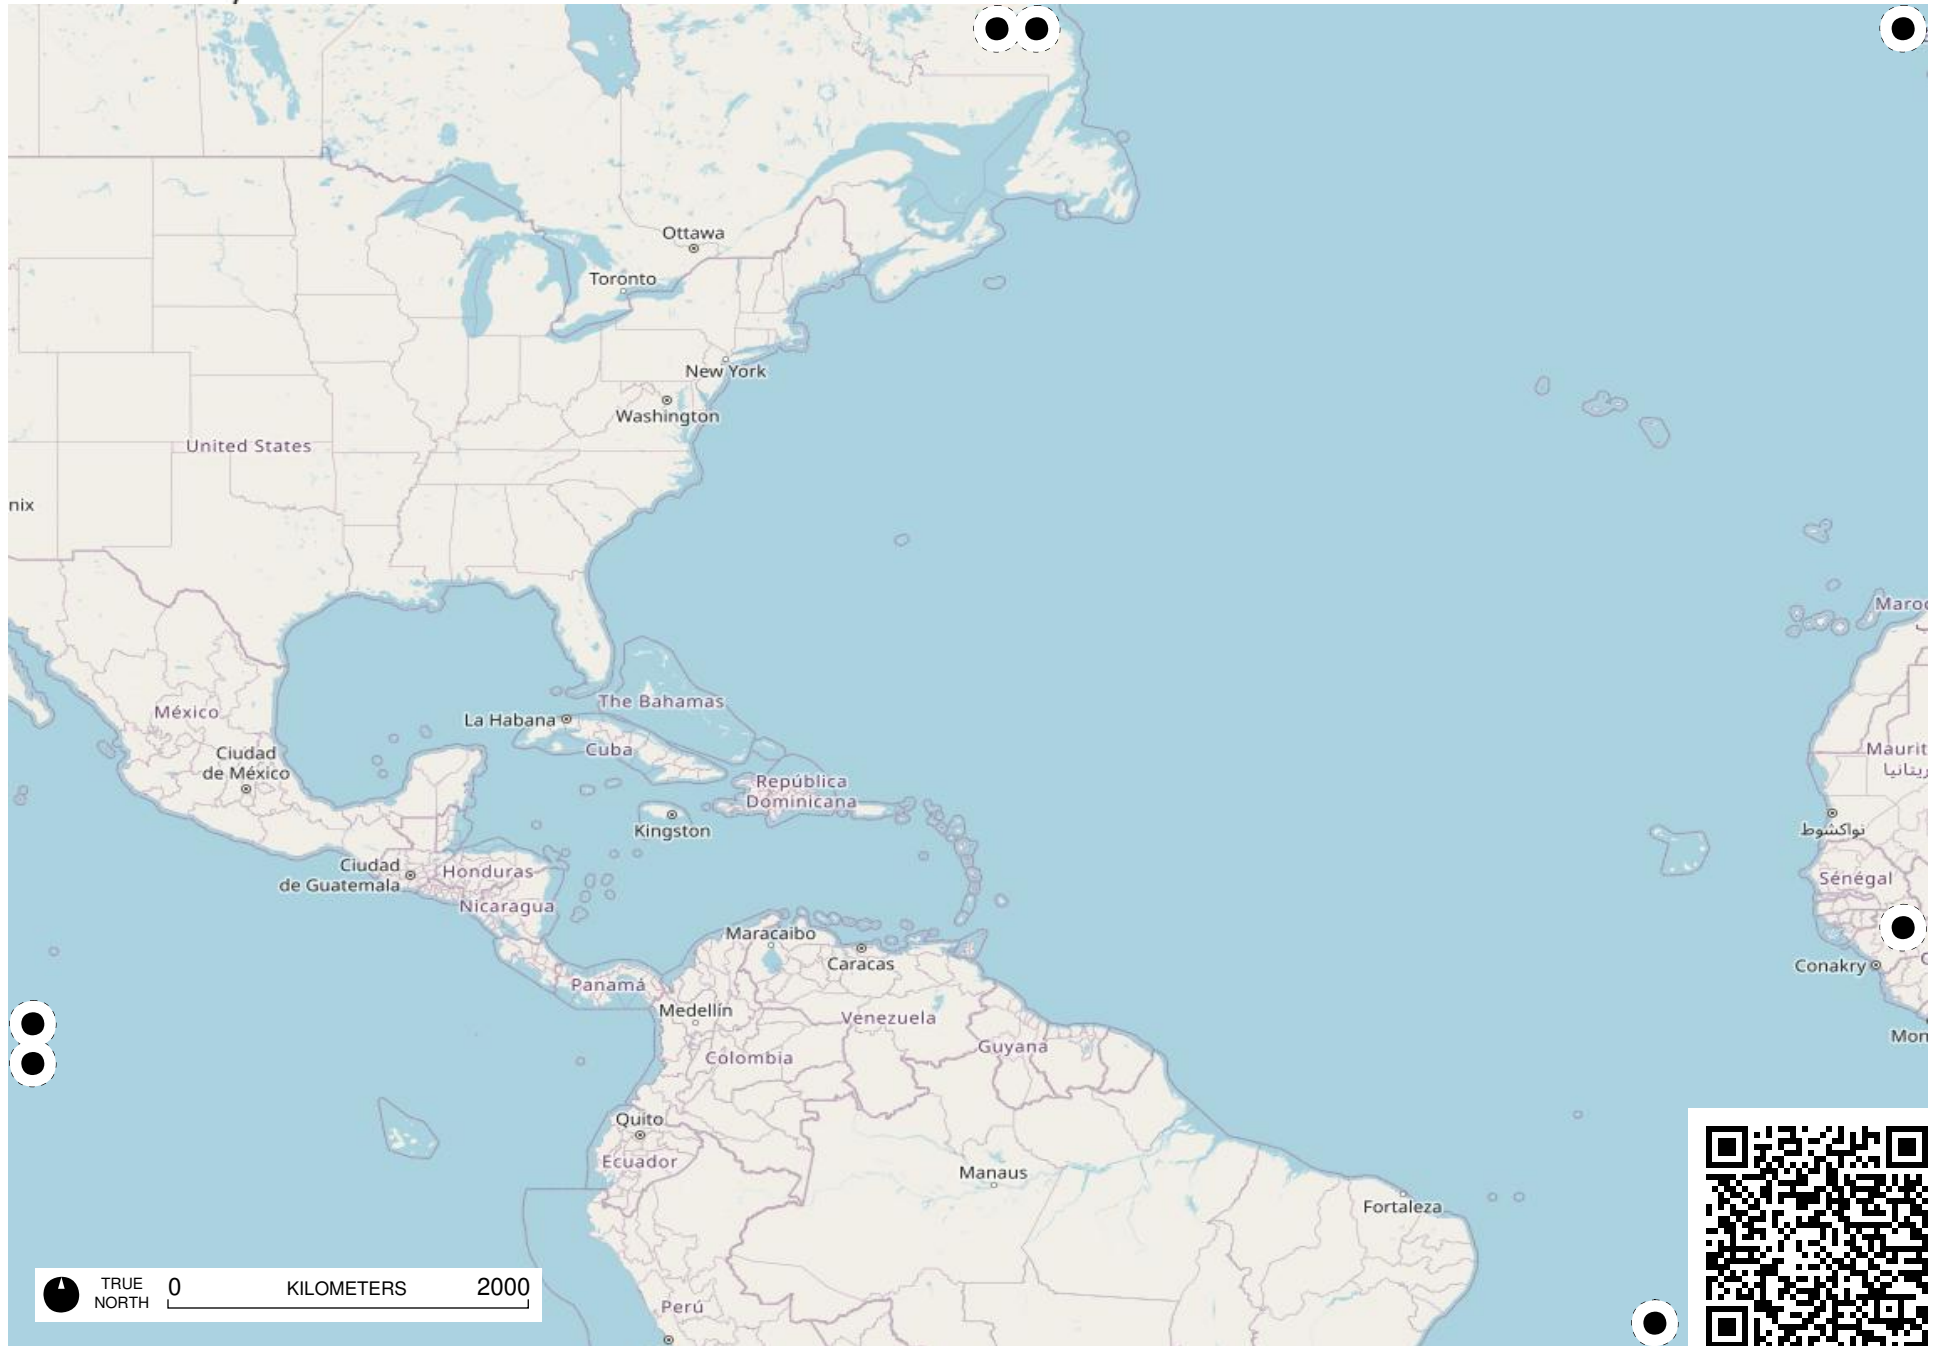 Ottawa
Toronto
New York
Washington
United States
nix
Maroc
The Bahamas
La Habana
México
Cuba
Ciudad
de México
República
Dominicana
Kingston
Maurit
نواكشوط
Ciudad
de Guatemala
Honduras
Nicaragua
Sénégal
Maracaibo
Caracas
Conakry
Panamá
Medellín
Venezuela
Mon
Colombia
Guyana
Quito
Ecuador
Manaus
Fortaleza
Perú
TRUE
NORTH
0 KILOMETERS 2000